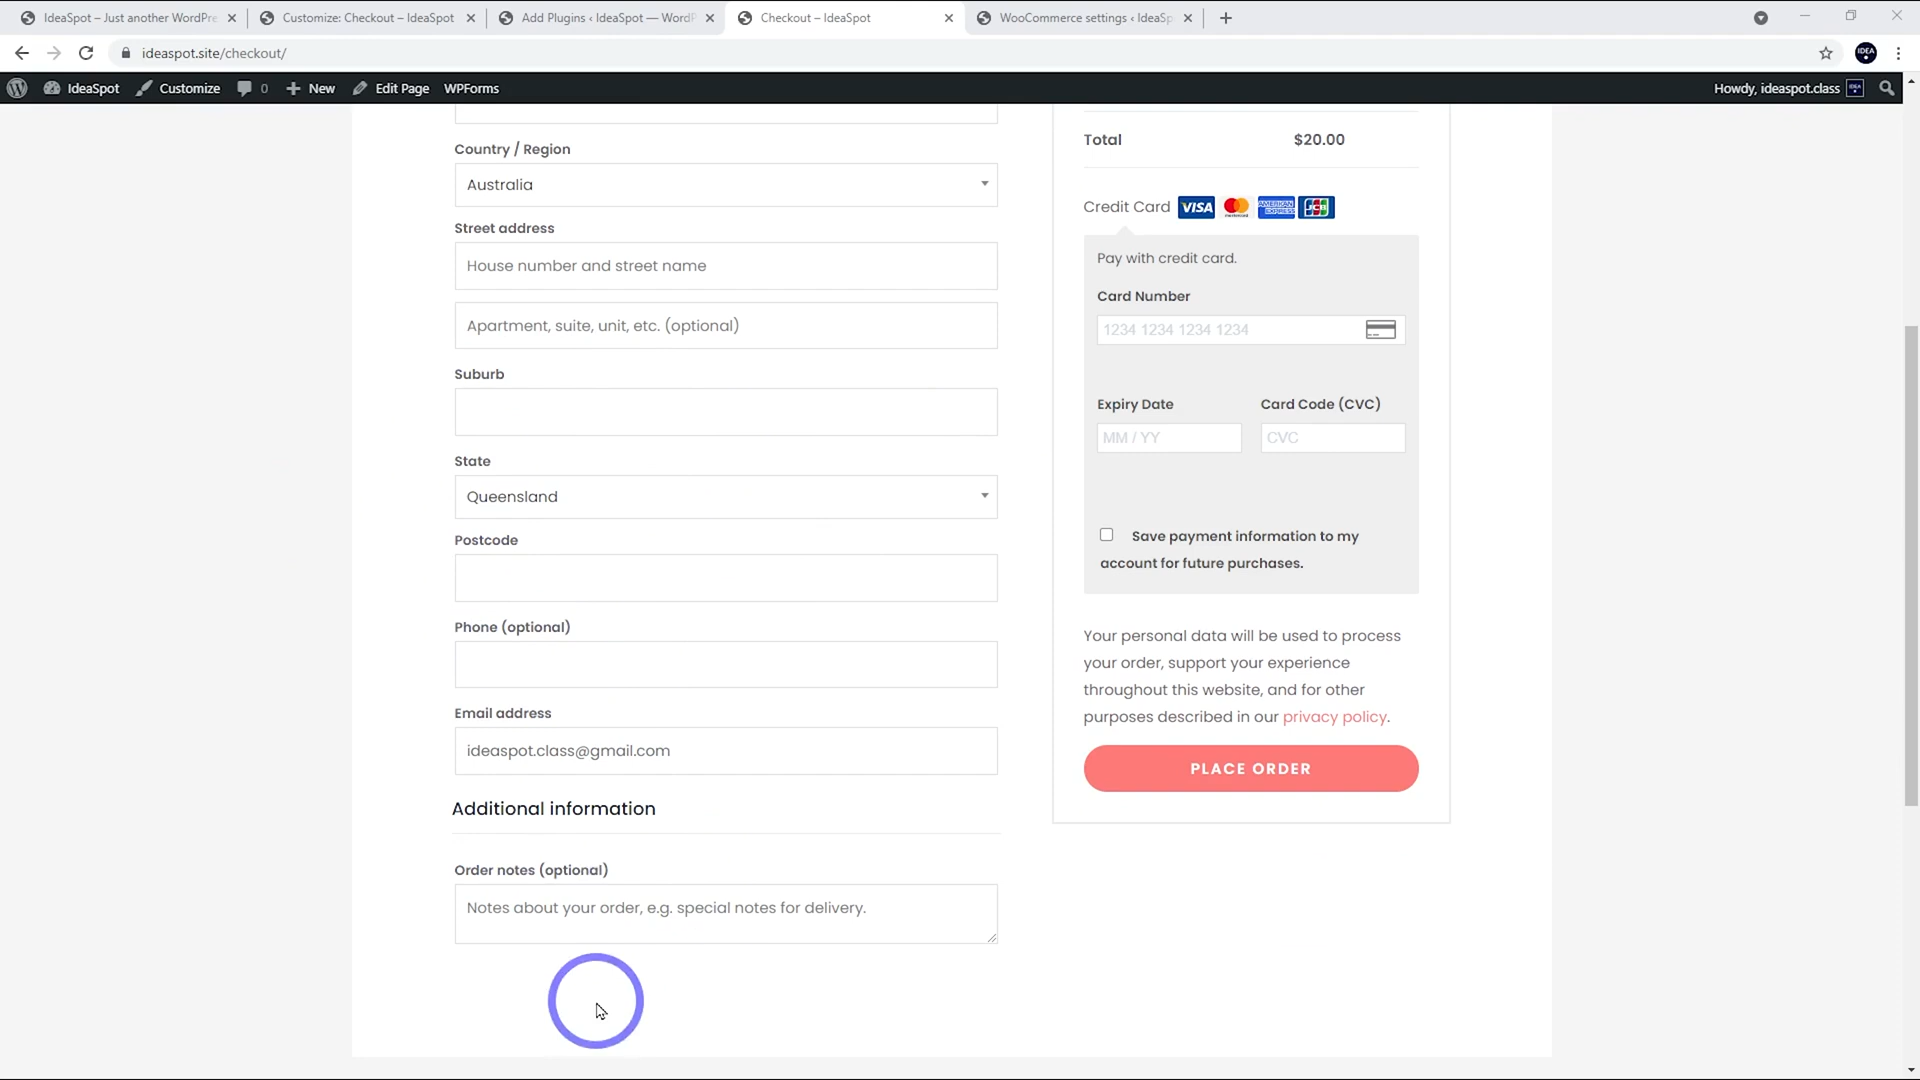 IdeaSpot – Just another WordPre
Customize: Checkout – IdeaSpot
Add Plugins ‹ IdeaSpot — WordP
Checkout – IdeaSpot
WooCommerce settings ‹ IdeaSp
ideaspot.site/checkout/
IDEA
IdeaSpot
Customize
0
New
Edit Page
WPForms
Howdy, ideaspot.class
Country / Region
Australia
Street address
House number and street name
Apartment, suite, unit, etc. (optional)
Suburb
State
Queensland
Postcode
Phone (optional)
Email address
ideaspot.class@gmail.com
Additional information
Order notes (optional)
Notes about your order, e.g. special notes for delivery.
Total $20.00
Credit Card VISA mastercard AMERICAN EXPRESS JCB
Pay with credit card.
Card Number
1234 1234 1234 1234
Expiry Date
MM / YY
Card Code (CVC)
CVC
Save payment information to my
account for future purchases.
Your personal data will be used to process
your order, support your experience
throughout this website, and for other
purposes described in our privacy policy.
PLACE ORDER